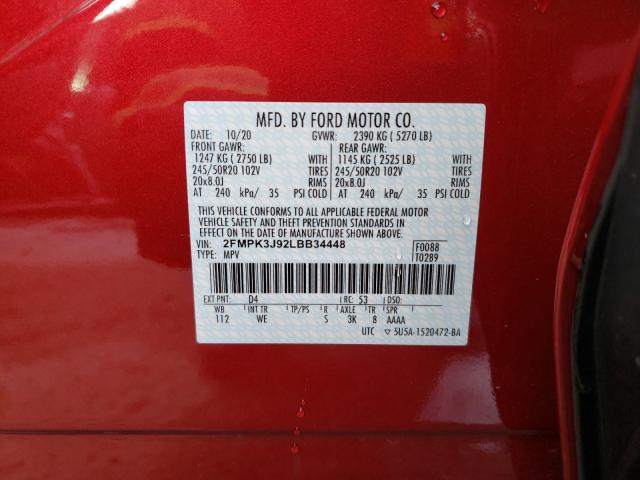 MFD. BY FORD MOTOR CO.
DATE: 10/20 GVWR: 2390 KG ( 5270 LB)
FRONT GAWR: REAR GAWR:
1247 KG ( 2750 LB) WITH 1145 KG ( 2525 LB) WITH
245/50R20 102V TIRES 245/50R20 102V TIRES
20x8.0J RIMS 20x8.0J RIMS
AT 240 kPa/ 35 PSI COLD AT 240 kPa/ 35 PSI COLD
THIS VEHICLE CONFORMS TO ALL APPLICABLE FEDERAL MOTOR
VEHICLE SAFETY AND THEFT PREVENTION STANDARDS IN
EFFECT ON THE DATE OF MANUFACTURE SHOWN ABOVE.
VIN: 2FMPK3J92LBB34448 F0088
TYPE: MPV T0289
EXT PNT: D4 RC: 53 DSO:
WB INT TR TP/PS R AXLE TR SPR
112 WE S 3K 8 AAAA
UTC ▽ 5U5A-1520472-BA